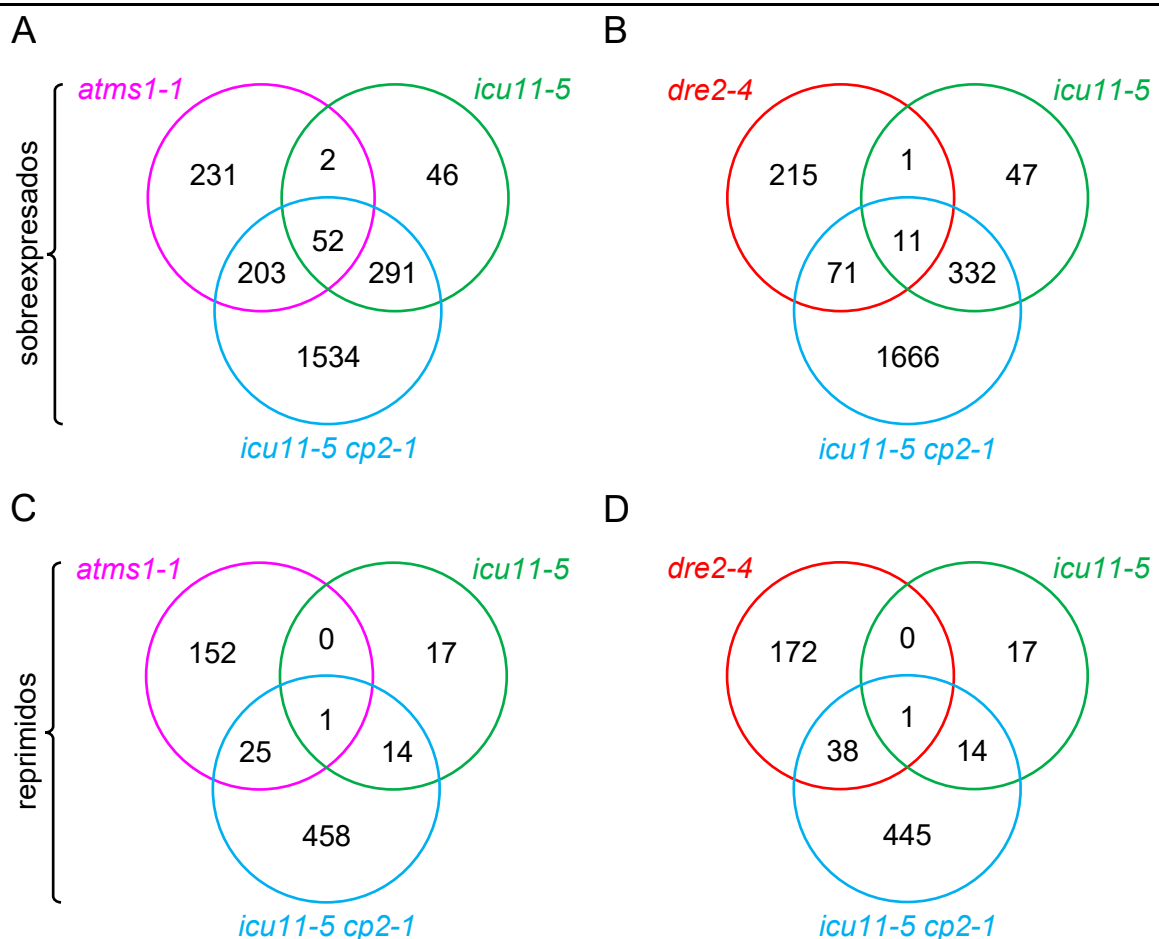 A
B
atms1-1
icu11-5
dre2-4
icu11-5
sobreexpresados
231
2
46
52
203
291
1534
215
1
47
11
71
332
1666
icu11-5 cp2-1
icu11-5 cp2-1
C
D
atms1-1
icu11-5
dre2-4
icu11-5
reprimidos
152
0
17
1
25
14
458
172
0
17
1
38
14
445
icu11-5 cp2-1
icu11-5 cp2-1